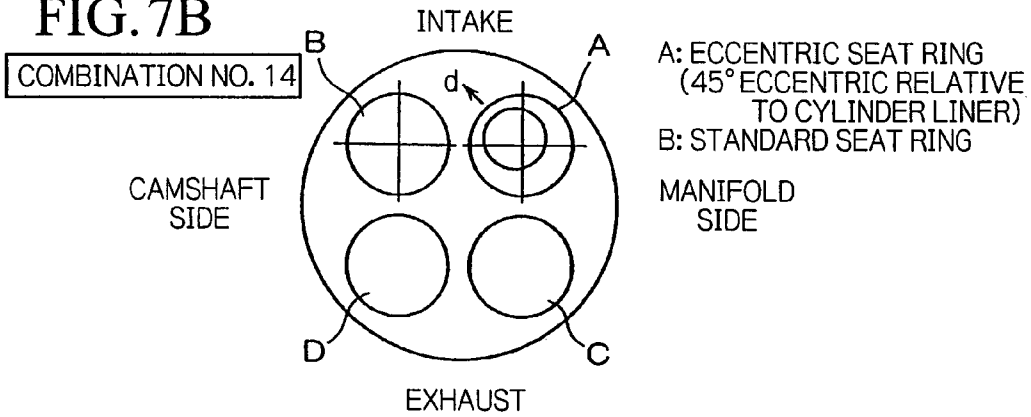 FIG. 7B
COMBINATION NO. 14
INTAKE
B
A
d
A: ECCENTRIC SEAT RING
(45° ECCENTRIC RELATIVE
TO CYLINDER LINER)
B: STANDARD SEAT RING
CAMSHAFT
SIDE
MANIFOLD
SIDE
D
C
EXHAUST